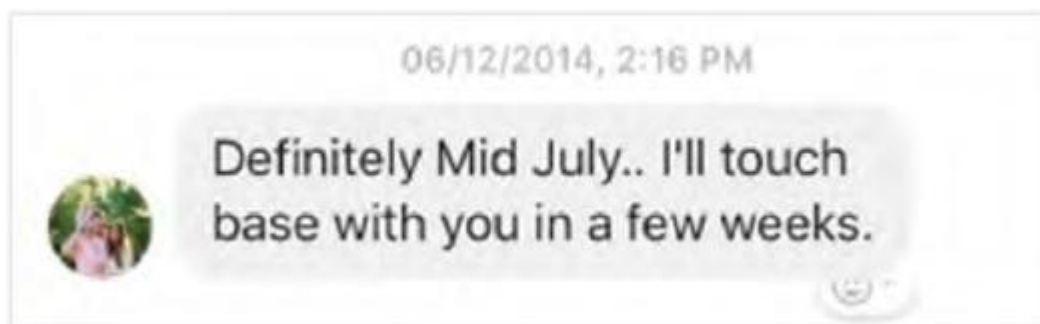 06/12/2014, 2:16 PM
Definitely Mid July.. I'll touch
base with you in a few weeks.